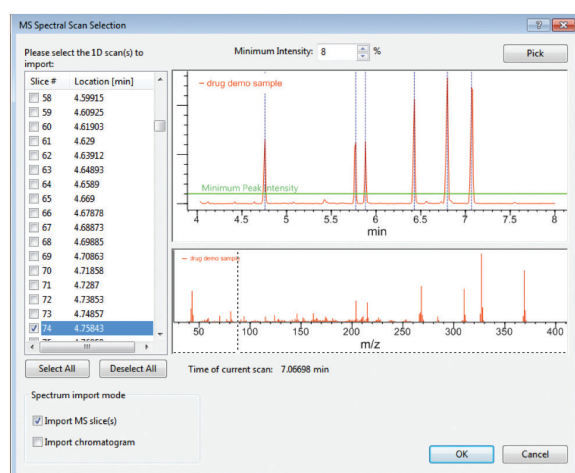 MS Spectral Scan Selection
Please select the 1D scan(s) to
import:
Minimum Intensity: 8 %
Pick
Slice # Location [min]
58 4.59915
59 4.60925
60 4.61903
61 4.629
62 4.63912
63 4.64893
64 4.6589
65 4.669
66 4.67878
67 4.68873
68 4.69885
69 4.70863
70 4.71858
71 4.7287
72 4.73853
73 4.74857
74 4.75843
drug demo sample
Minimum Peak Intensity
4 4.5 5 5.5 6 6.5 7 7.5 8
min
drug demo sample
50 100 150 200 250 300 350 400
m/z
Select All
Deselect All
Time of current scan: 7.06698 min
Spectrum import mode
Import MS slice(s)
Import chromatogram
OK
Cancel